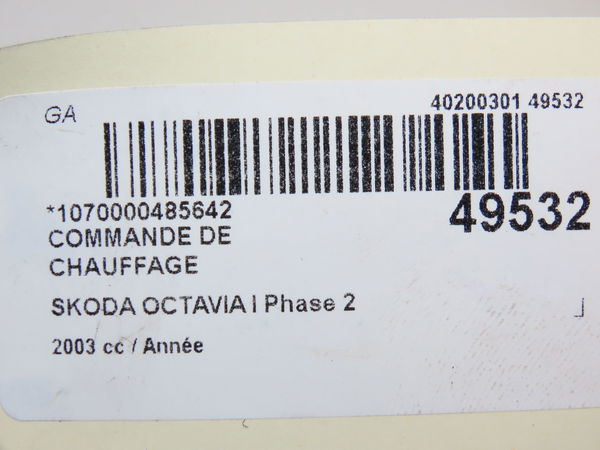 GA
40200301 49532
*1070000485642
49532
COMMANDE DE
CHAUFFAGE
SKODA OCTAVIA I Phase 2
2003 cc / Année